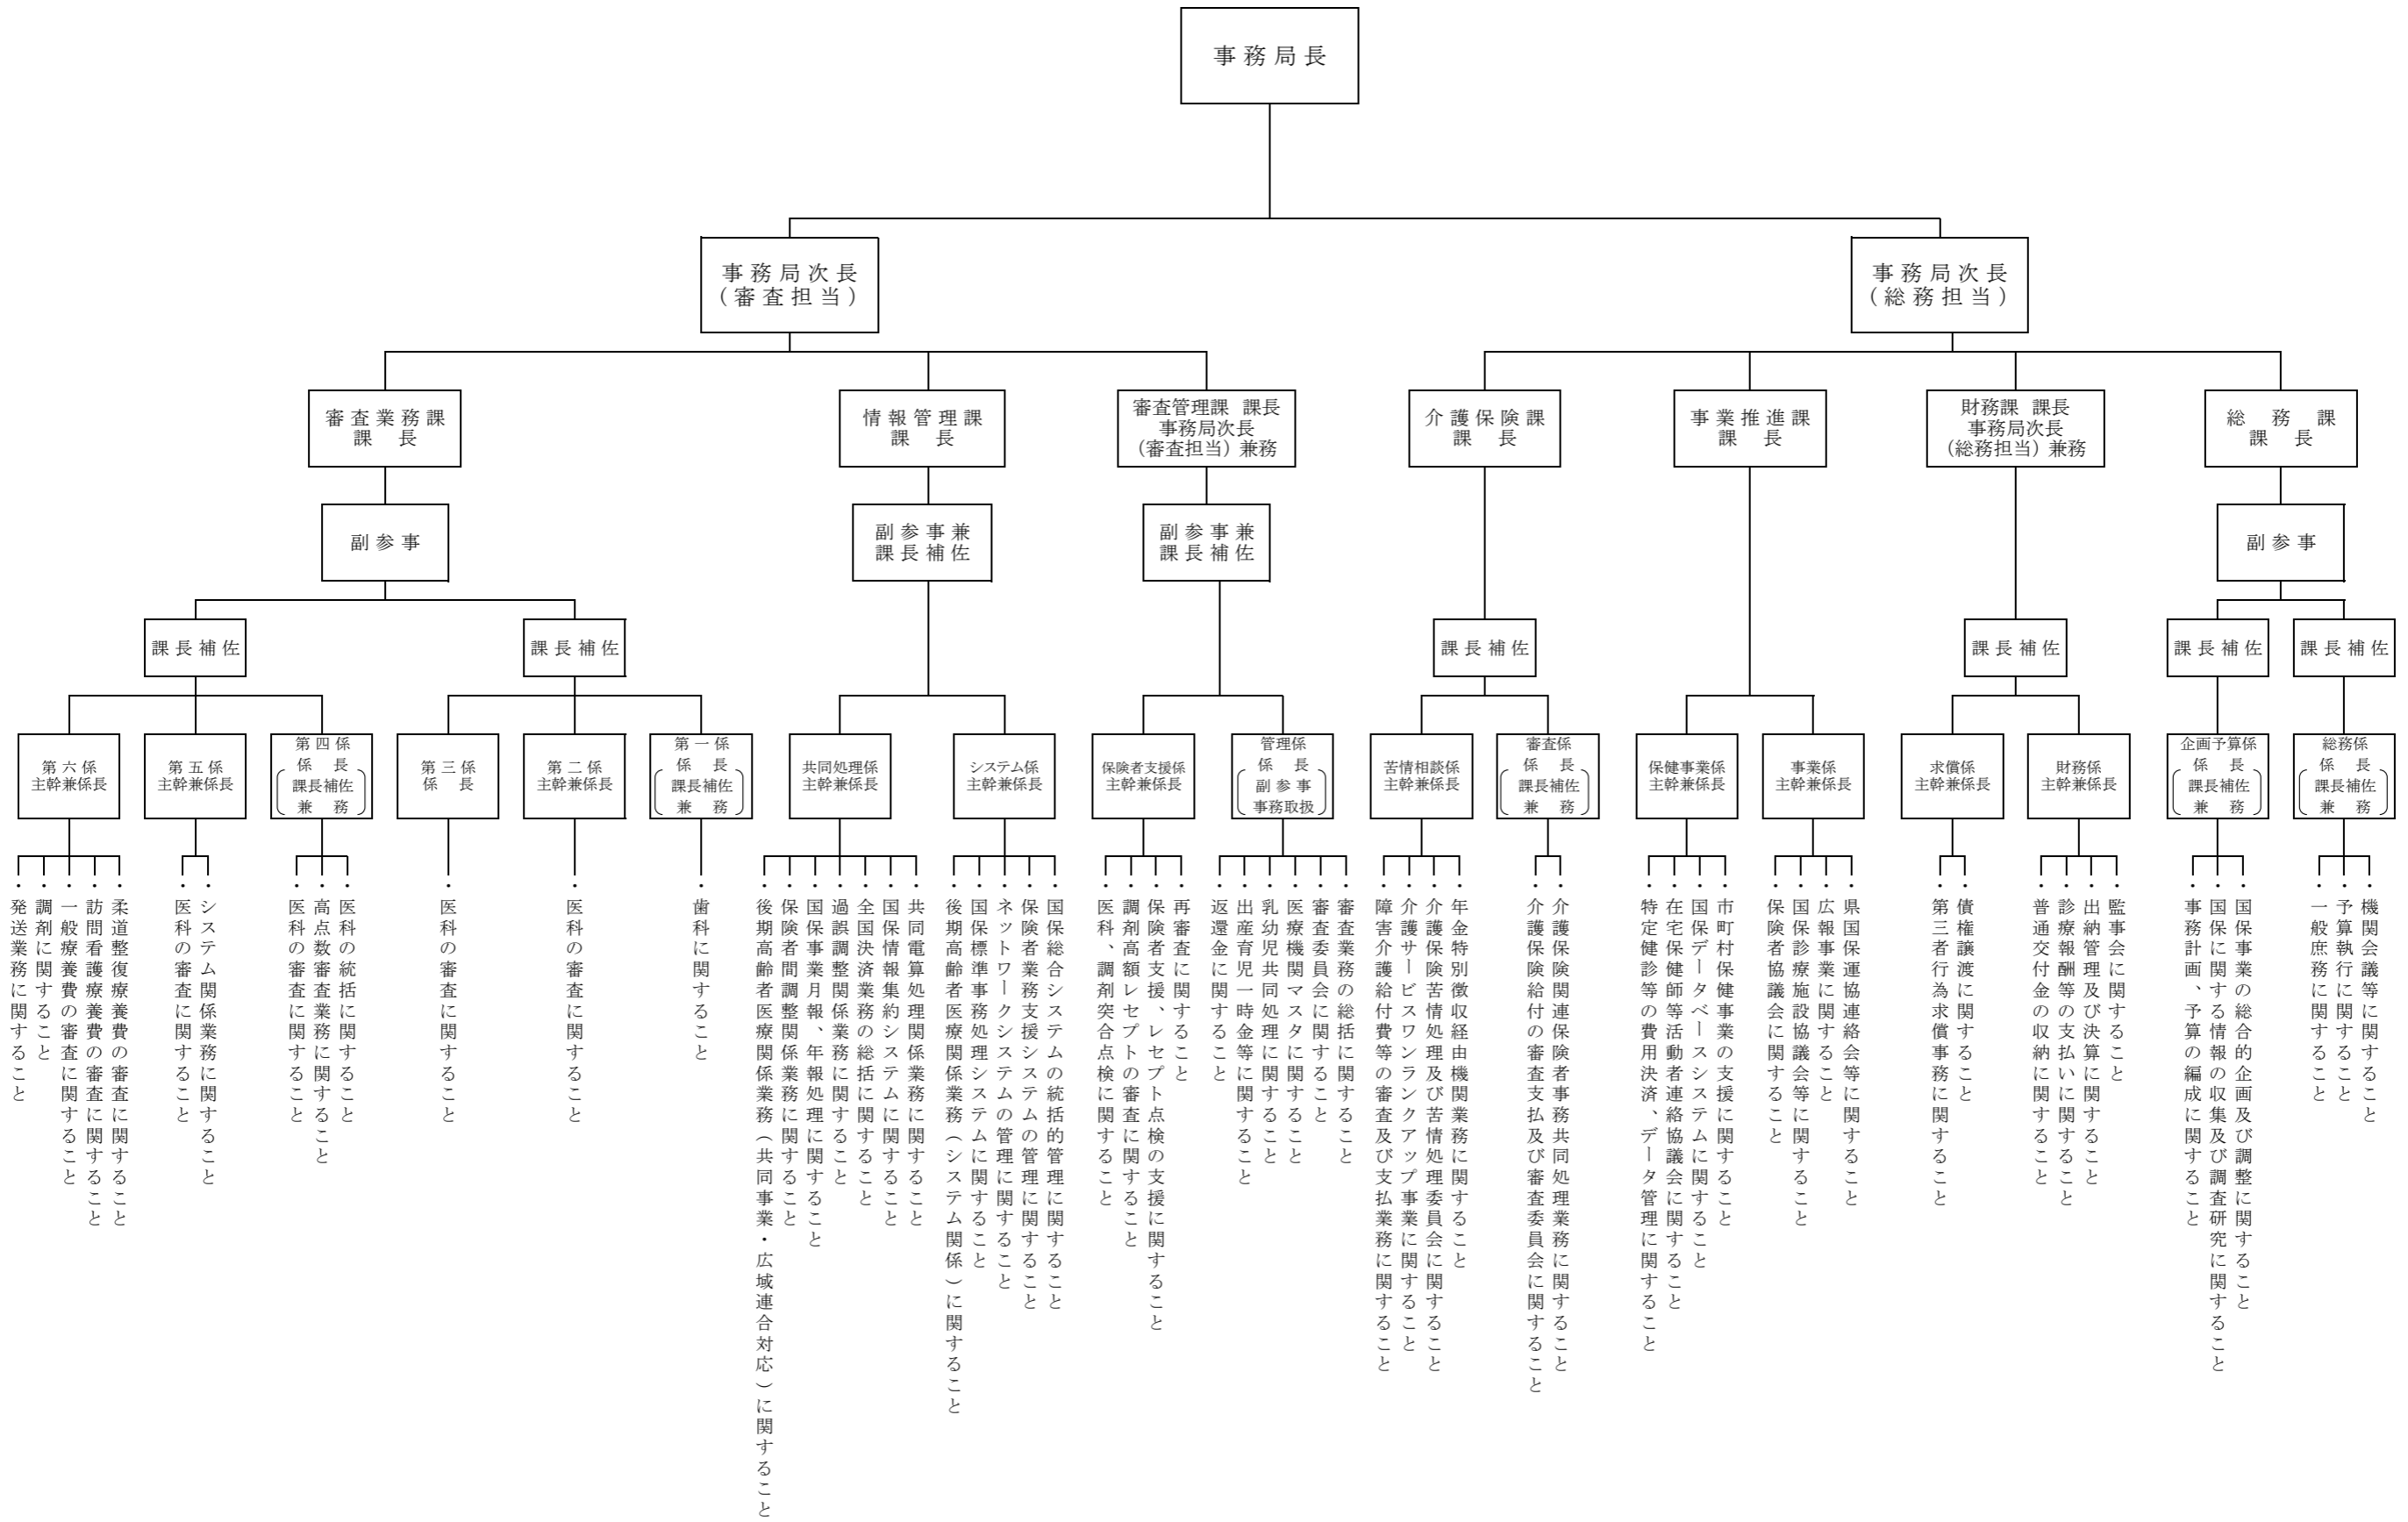 事務局長
事務局次長
（審査担当）
事務局次長
（総務担当）
審査業務課
課　長
情報管理課
課　長
審査管理課 課長
事務局次長
（審査担当）兼務
介護保険課
課　長
事業推進課
課　長
財務課 課長
事務局次長
（総務担当）兼務
総　務　課
課　長
副参事
副参事兼
課長補佐
副参事兼
課長補佐
副参事
課長補佐
課長補佐
課長補佐
課長補佐
課長補佐
課長補佐
第六係
主幹兼係長
第五係
主幹兼係長
第四係
係　長
課長補佐
兼　務
第三係
係　長
第二係
主幹兼係長
第一係
係　長
課長補佐
兼　務
共同処理係
主幹兼係長
システム係
主幹兼係長
保険者支援係
主幹兼係長
管理係
係　長
副参事
事務取扱
苦情相談係
主幹兼係長
審査係
係　長
課長補佐
兼　務
保健事業係
主幹兼係長
事業係
主幹兼係長
求償係
主幹兼係長
財務係
主幹兼係長
企画予算係
係　長
課長補佐
兼　務
総務係
係　長
課長補佐
兼　務
・機関会議等に関すること
・予算執行に関すること
・一般庶務に関すること
・国保事業の総合的企画及び調整に関すること
・国保に関する情報の収集及び調査研究に関すること
・事務計画、予算の編成に関すること
・監事会に関すること
・出納管理及び決算に関すること
・診療報酬等の支払いに関すること
・普通交付金の収納に関すること
・債権譲渡に関すること
・第三者行為求償事務に関すること
・県国保運協連絡会等に関すること
・広報事業に関すること
・国保診療施設協議会等に関すること
・保険者協議会に関すること
・市町村保健事業の支援に関すること
・国保データベースシステムに関すること
・在宅保健師等活動者連絡協議会に関すること
・特定健診等の費用決済、データ管理に関すること
・介護保険関連保険者事務共同処理業務に関すること
・介護保険給付の審査支払及び審査委員会に関すること
・年金特別徴収経由機関業務に関すること
・介護保険苦情処理及び苦情処理委員会に関すること
・介護サービスワンランクアップ事業に関すること
・障害介護給付費等の審査及び支払業務に関すること
・審査業務の総括に関すること
・審査委員会に関すること
・医療機関マスタに関すること
・乳幼児共同処理に関すること
・出産育児一時金等に関すること
・返還金に関すること
・再審査に関すること
・保険者支援、レセプト点検の支援に関すること
・調剤高額レセプトの審査に関すること
・医科、調剤突合点検に関すること
・国保総合システムの統括的管理に関すること
・保険者業務支援システムの管理に関すること
・ネットワークシステムの管理に関すること
・国保標準事務処理システムに関すること
・後期高齢者医療関係業務（システム関係）に関すること
・共同電算処理関係業務に関すること
・国保情報集約システムに関すること
・全国決済業務の総括に関すること
・過誤調整関係業務に関すること
・国保事業月報、年報処理に関すること
・保険者間調整関係業務に関すること
・後期高齢者医療関係業務（共同事業・広域連合対応）に関すること
・歯科に関すること
・医科の審査に関すること
・医科の審査に関すること
・医科の統括に関すること
・高点数審査業務に関すること
・医科の審査に関すること
・システム関係業務に関すること
・医科の審査に関すること
・柔道整復療養費の審査に関すること
・訪問看護療養費の審査に関すること
・一般療養費の審査に関すること
・調剤に関すること
・発送業務に関すること